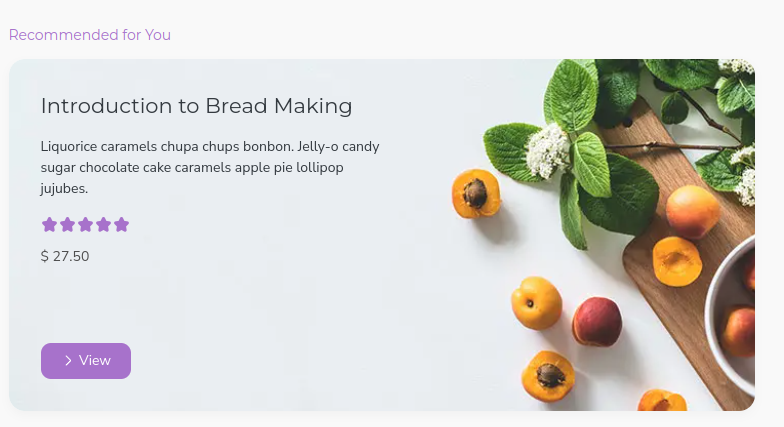 Recommended for You
Introduction to Bread Making
Liquorice caramels chupa chups bonbon. Jelly-o candy
sugar chocolate cake caramels apple pie lollipop
jujubes.
$ 27.50
View